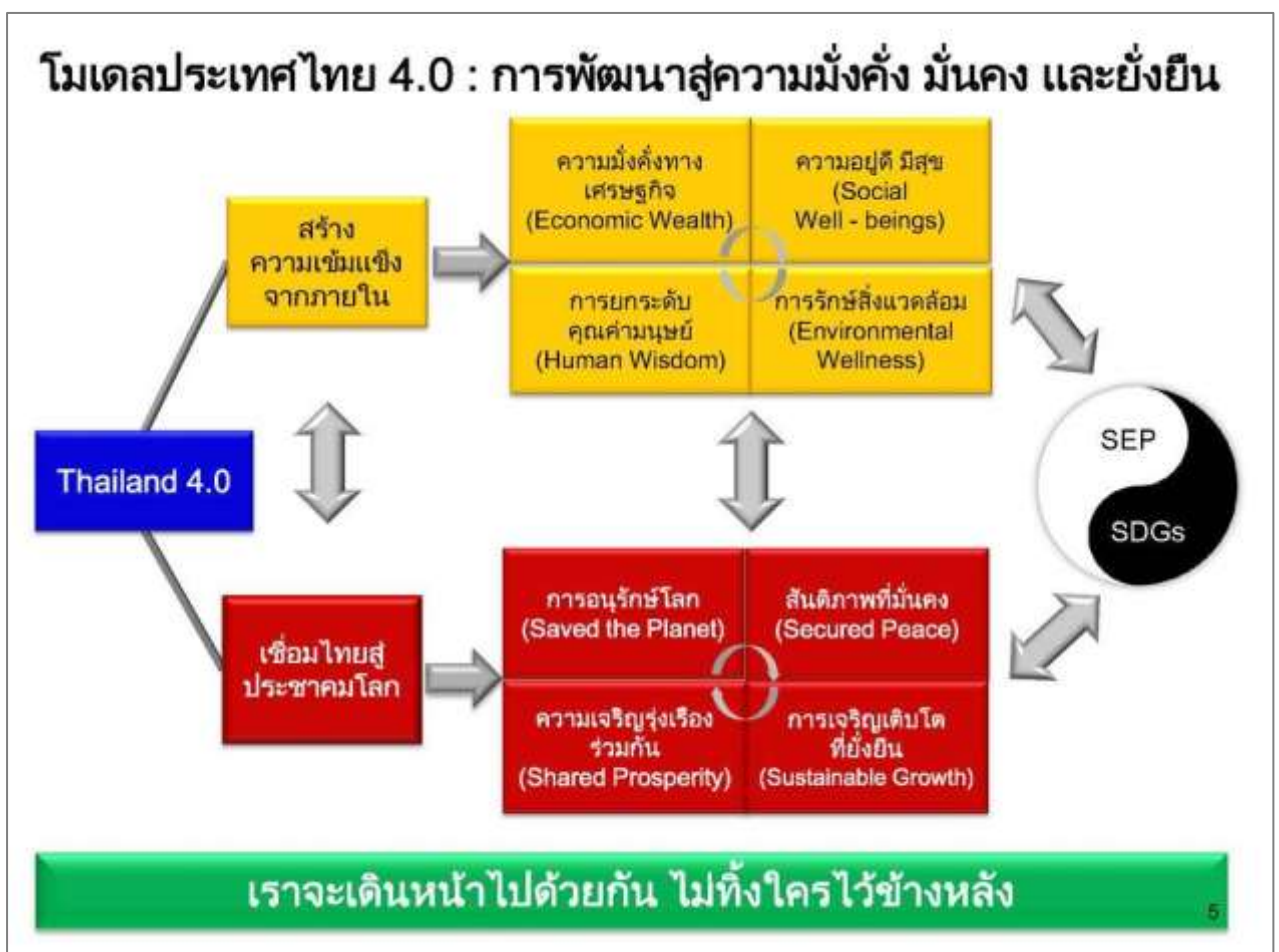 โมเดลประเทศไทย 4.0 : การพัฒนาสู่ความมั่งคั่ง มั่นคง และยั่งยืน
ความมั่งคั่งทาง
เศรษฐกิจ
(Economic Wealth)
ความอยู่ดี มีสุข
(Social
Well - beings)
สร้าง
ความเข้มแข็ง
จากภายใน
การยกระดับ
คุณค่ามนุษย์
(Human Wisdom)
การรักษ์สิ่งแวดล้อม
(Environmental
Wellness)
Thailand 4.0
SEP
SDGs
เชื่อมไทยสู่
ประชาคมโลก
การอนุรักษ์โลก
(Saved the Planet)
สันติภาพที่มั่นคง
(Secured Peace)
ความเจริญรุ่งเรือง
ร่วมกัน
(Shared Prosperity)
การเจริญเติบโต
ที่ยั่งยืน
(Sustainable Growth)
เราจะเดินหน้าไปด้วยกัน ไม่ทิ้งใครไว้ข้างหลัง
5